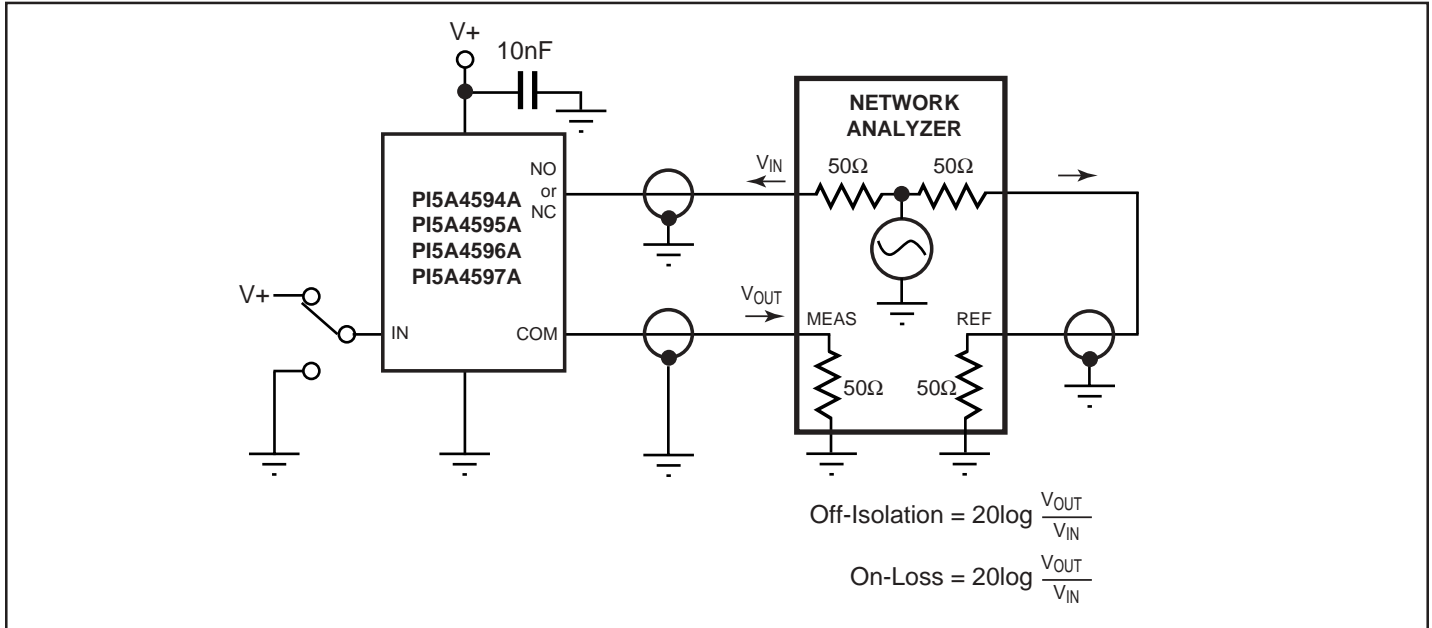 V+
10nF
NETWORK
ANALYZER
50Ω
50Ω
VIN
NO
or
NC
PI5A4594A
PI5A4595A
PI5A4596A
PI5A4597A
V+
IN
COM
VOUT
MEAS
REF
50Ω
50Ω
Off-Isolation = 20log VOUT
VIN
On-Loss = 20log VOUT
VIN